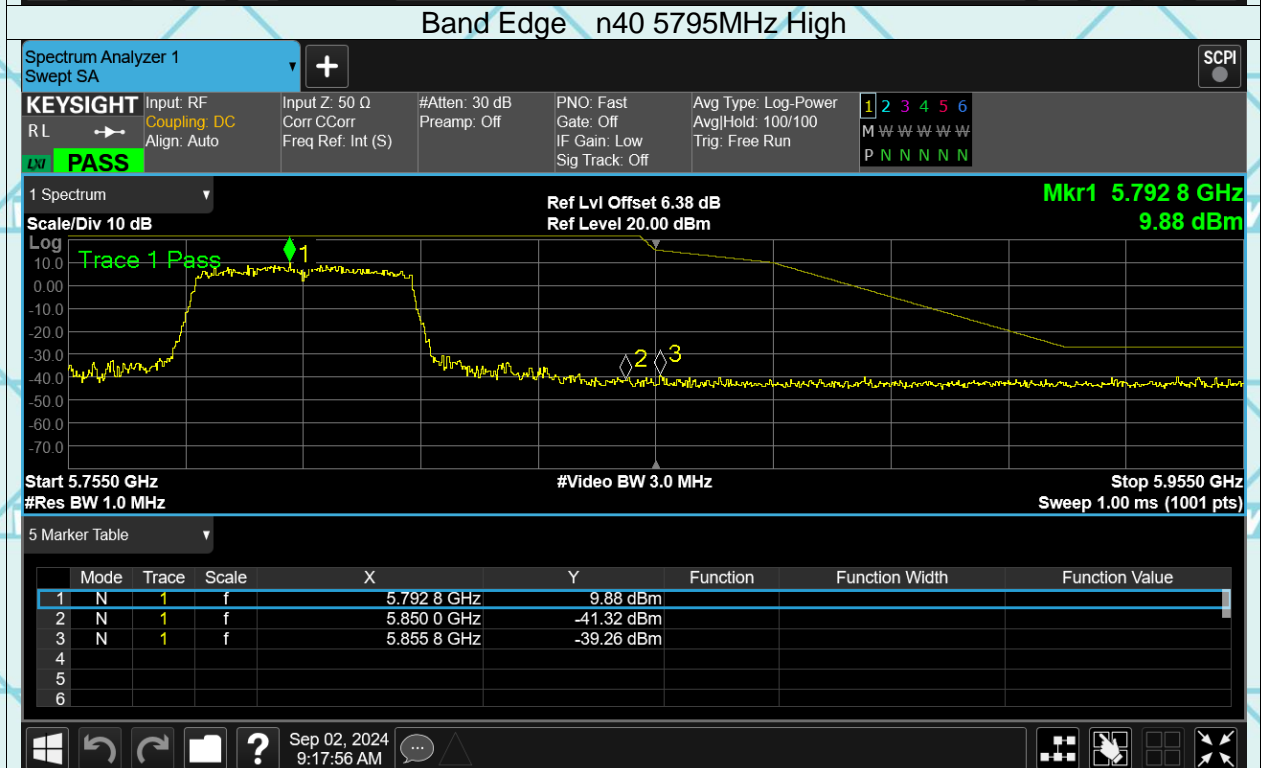 Band Edge n40 5795MHz High
Spectrum Analyzer 1
Swept SA
+
SCPI
KEYSIGHT Input: RF Input Z: 50 Ω #Atten: 30 dB PNO: Fast Avg Type: Log-Power 1 2 3 4 5 6
R L Coupling: DC Corr CCorr Preamp: Off Gate: Off Avg|Hold: 100/100 M W W W W W
Align: Auto Freq Ref: Int (S) IF Gain: Low Trig: Free Run
LXI PASS Sig Track: Off P N N N N N
1 Spectrum
Ref Lvl Offset 6.38 dB Mkr1 5.792 8 GHz
Scale/Div 10 dB Ref Level 20.00 dBm 9.88 dBm
Log
Trace 1 Pass
1
10.0
0.00
-10.0
-20.0
-30.0
2 3
-40.0
-50.0
-60.0
-70.0
Start 5.7550 GHz #Video BW 3.0 MHz Stop 5.9550 GHz
#Res BW 1.0 MHz Sweep 1.00 ms (1001 pts)
5 Marker Table
Mode Trace Scale X Y Function Function Width Function Value
1 N 1 f 5.792 8 GHz 9.88 dBm
2 N 1 f 5.850 0 GHz -41.32 dBm
3 N 1 f 5.855 8 GHz -39.26 dBm
4
5
6
? Sep 02, 2024
9:17:56 AM